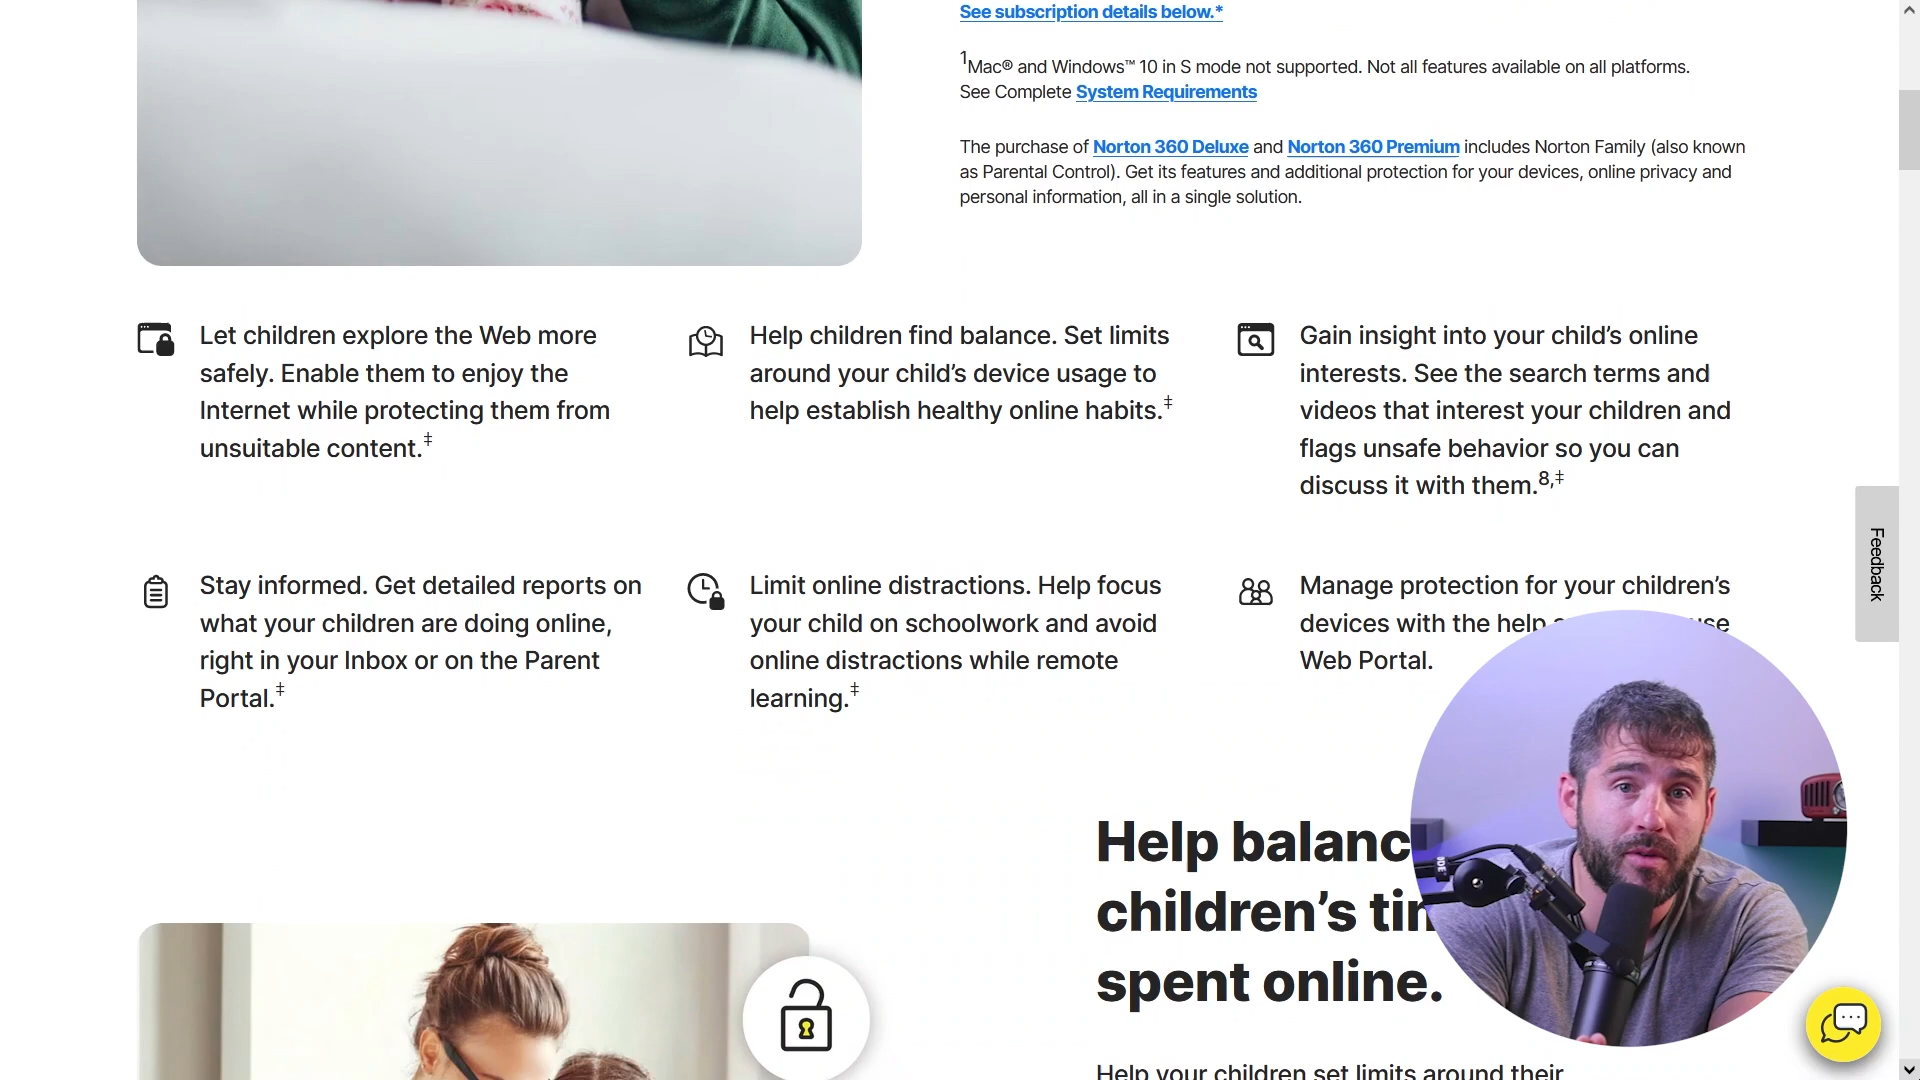 See subscription details below.*
1Mac® and Windows™ 10 in S mode not supported. Not all features available on all platforms.
See Complete System Requirements
The purchase of Norton 360 Deluxe and Norton 360 Premium includes Norton Family (also known
as Parental Control). Get its features and additional protection for your devices, online privacy and
personal information, all in a single solution.
Let children explore the Web more
safely. Enable them to enjoy the
Internet while protecting them from
unsuitable content.‡
Help children find balance. Set limits
around your child’s device usage to
help establish healthy online habits.‡
Gain insight into your child’s online
interests. See the search terms and
videos that interest your children and
flags unsafe behavior so you can
discuss it with them.8,‡
Feedback
Stay informed. Get detailed reports on
what your children are doing online,
right in your Inbox or on the Parent
Portal.‡
Limit online distractions. Help focus
your child on schoolwork and avoid
online distractions while remote
learning.‡
Manage protection for your children’s
devices with the help
Web Portal.
Help balanc
children’s
spent online.
Help your children set limits around their